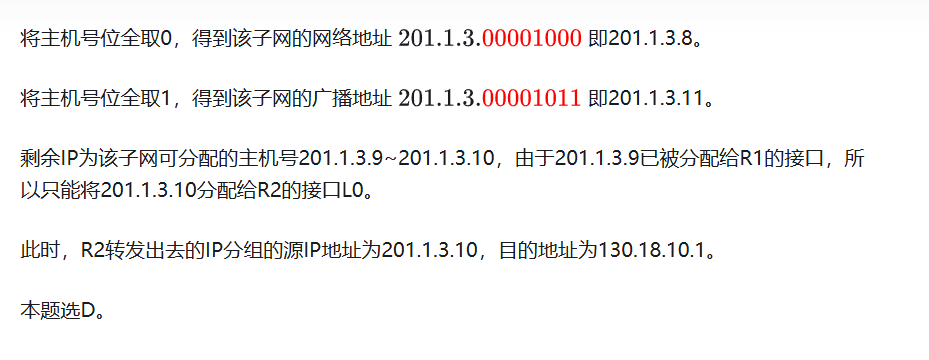 将主机号位全取0，得到该子网的网络地址 201.1.3.00001000 即201.1.3.8。
将主机号位全取1，得到该子网的广播地址 201.1.3.00001011 即201.1.3.11。
剩余IP为该子网可分配的主机号201.1.3.9~201.1.3.10，由于201.1.3.9已被分配给R1的接口，所
以只能将201.1.3.10分配给R2的接口L0。
此时，R2转发出去的IP分组的源IP地址为201.1.3.10，目的地址为130.18.10.1。
本题选D。